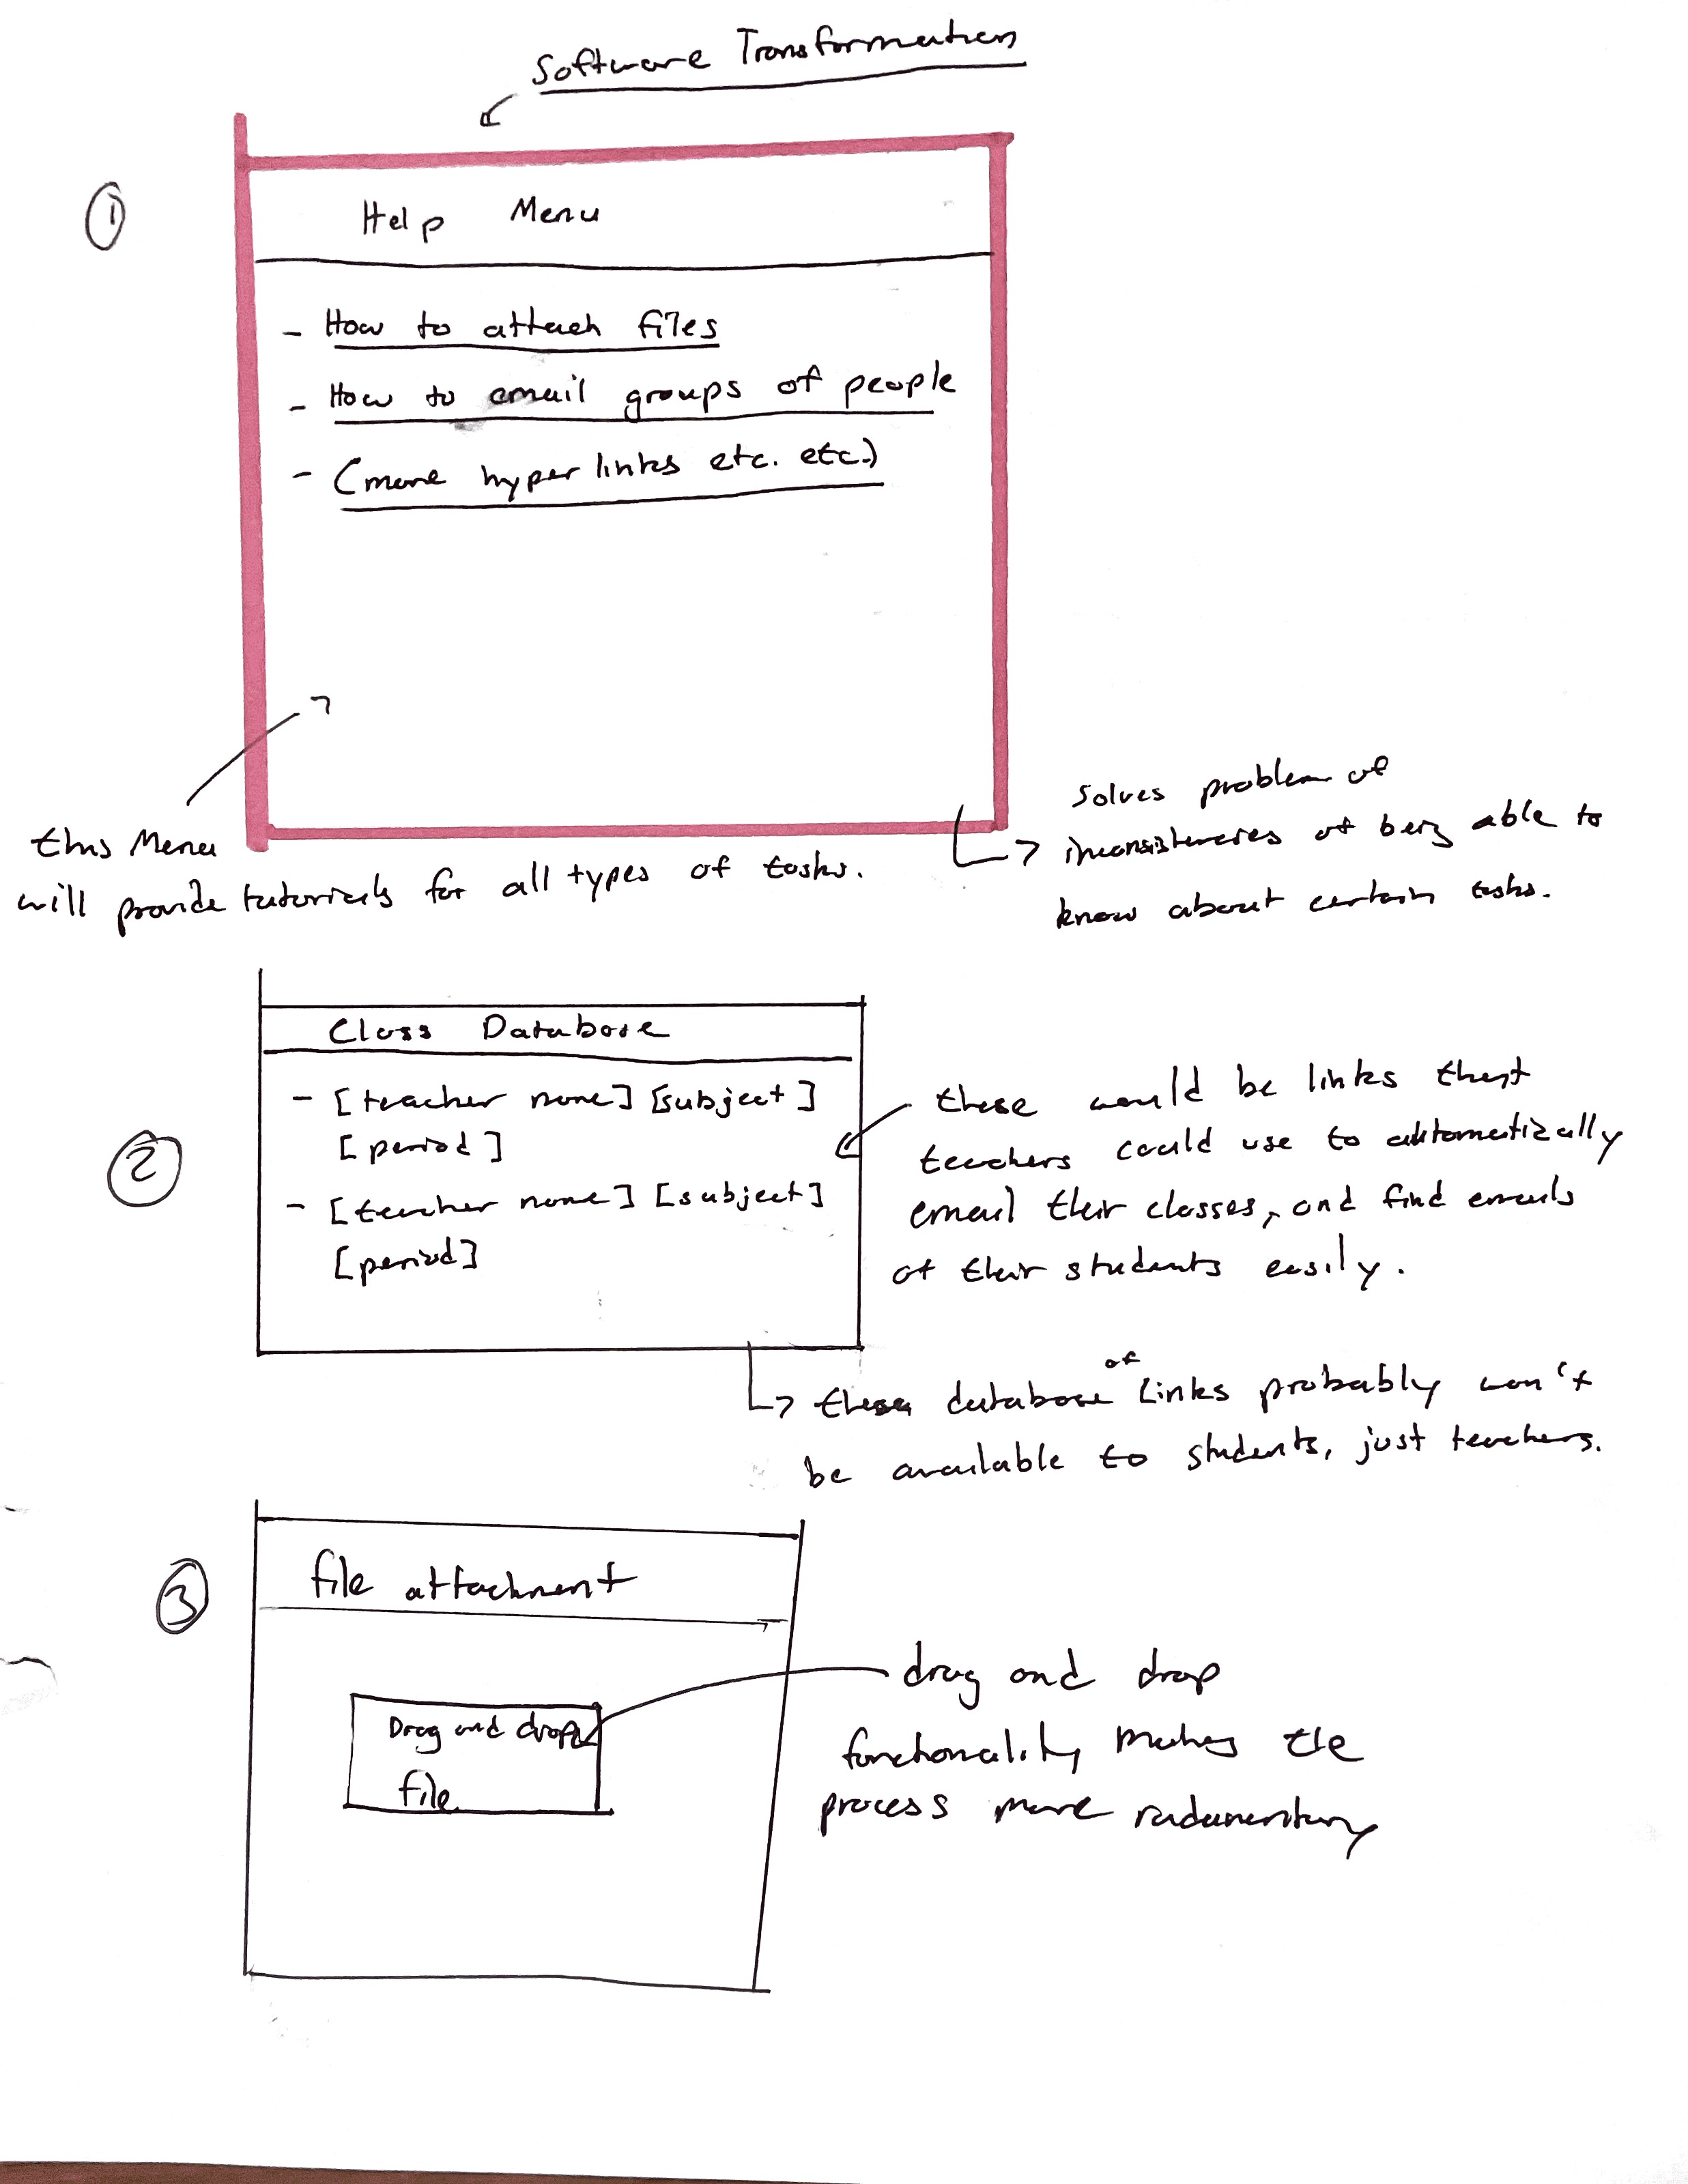 Software Transformation
①
Help Menu
- How to attach files
- How to email groups of people
- (more hyperlinks etc. etc.)
this Menu
will provide tutorials for all types of tasks.
solves problem of
inconsistencies of being able to
know about certain tasks.
②
Class Database
- [teacher name] [subject]
[period]
- [teacher name] [subject]
[period]
these would be links that
teachers could use to automatically
email their classes, and find emails
of their students easily.
these database of links probably won't
be available to students, just teachers.
③
file attachment
Drag and drop
file
drag and drop
functionality makes the
process more rudamentary